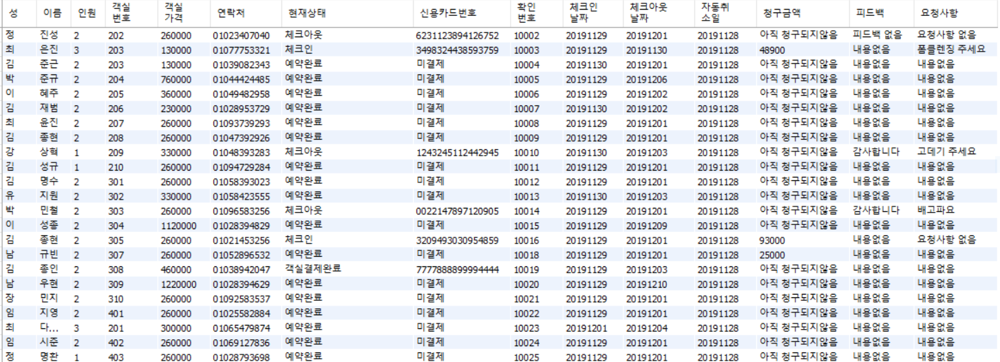 성 이름 인원 객실 번호 객실 가격 연락처 현재상태 신용카드번호 확인 번호 체크인 날짜 체크아웃 날짜 자동취소일 청구금액 피드백 요청사항
정 진성 2 202 260000 01023407040 체크아웃 6231123894126752 10002 20191129 20191201 20191128 아직 청구되지않음 피드백 없음 요청사항 없음
최 은진 3 203 130000 01077753321 체크인 3498324438593759 10003 20191129 20191130 20191128 48900 내용없음 폼클렌징 주세요
김 준근 2 203 130000 01039082343 예약완료 미결제 10004 20191130 20191201 20191128 아직 청구되지않음 내용없음 내용없음
박 준규 2 204 760000 01044424485 예약완료 미결제 10005 20191129 20191206 20191128 아직 청구되지않음 내용없음 내용없음
이 혜주 2 205 360000 01049482958 예약완료 미결제 10006 20191129 20191202 20191128 아직 청구되지않음 내용없음 내용없음
김 재범 2 206 230000 01028953729 예약완료 미결제 10007 20191130 20191202 20191128 아직 청구되지않음 내용없음 내용없음
최 윤진 2 207 260000 01093739293 예약완료 미결제 10008 20191129 20191201 20191128 아직 청구되지않음 내용없음 내용없음
김 종현 2 208 260000 01047392926 예약완료 미결제 10009 20191129 20191201 20191128 아직 청구되지않음 내용없음 내용없음
강 상혁 1 209 330000 01048393283 체크아웃 1243245112442945 10010 20191130 20191203 20191128 아직 청구되지않음 감사합니다 고데기 주세요
김 성규 1 210 260000 01094729284 예약완료 미결제 10011 20191129 20191201 20191128 아직 청구되지않음 내용없음 내용없음
김 명수 2 301 260000 01058393023 예약완료 미결제 10012 20191129 20191201 20191128 아직 청구되지않음 내용없음 내용없음
유 지원 2 302 330000 01058423555 예약완료 미결제 10013 20191130 20191203 20191128 아직 청구되지않음 내용없음 내용없음
박 민철 2 303 260000 01096583256 체크아웃 0022147897120905 10014 20191129 20191201 20191128 아직 청구되지않음 감사합니다 배고파요
이 성종 2 304 1120000 01028394829 예약완료 미결제 10015 20191129 20191209 20191128 아직 청구되지않음 내용없음 내용없음
김 종현 2 305 260000 01021453256 체크인 3209493030954859 10016 20191129 20191201 20191128 93000 내용없음 요청사항 없음
남 규빈 2 307 260000 01052896532 예약완료 미결제 10018 20191129 20191201 20191128 25000 내용없음 내용없음
김 종인 2 308 460000 01038942047 객실결제완료 7777888899994444 10019 20191129 20191203 20191128 아직 청구되지않음 내용없음 내용없음
남 우현 2 309 1220000 01028394629 예약완료 미결제 10020 20191129 20191210 20191128 아직 청구되지않음 내용없음 내용없음
장 민지 2 310 260000 01092583537 예약완료 미결제 10021 20191129 20191201 20191128 아직 청구되지않음 내용없음 내용없음
임 지영 2 401 260000 01025582884 예약완료 미결제 10022 20191129 20191201 20191128 아직 청구되지않음 내용없음 내용없음
최 다... 3 201 300000 01065479874 예약완료 미결제 10023 20191201 20191204 20191128 아직 청구되지않음 내용없음 내용없음
임 시준 2 402 260000 01069127836 예약완료 미결제 10024 20191129 20191201 20191128 아직 청구되지않음 내용없음 내용없음
정 명환 1 403 260000 01028793698 예약완료 미결제 10025 20191129 20191201 20191128 아직 청구되지않음 내용없음 내용없음